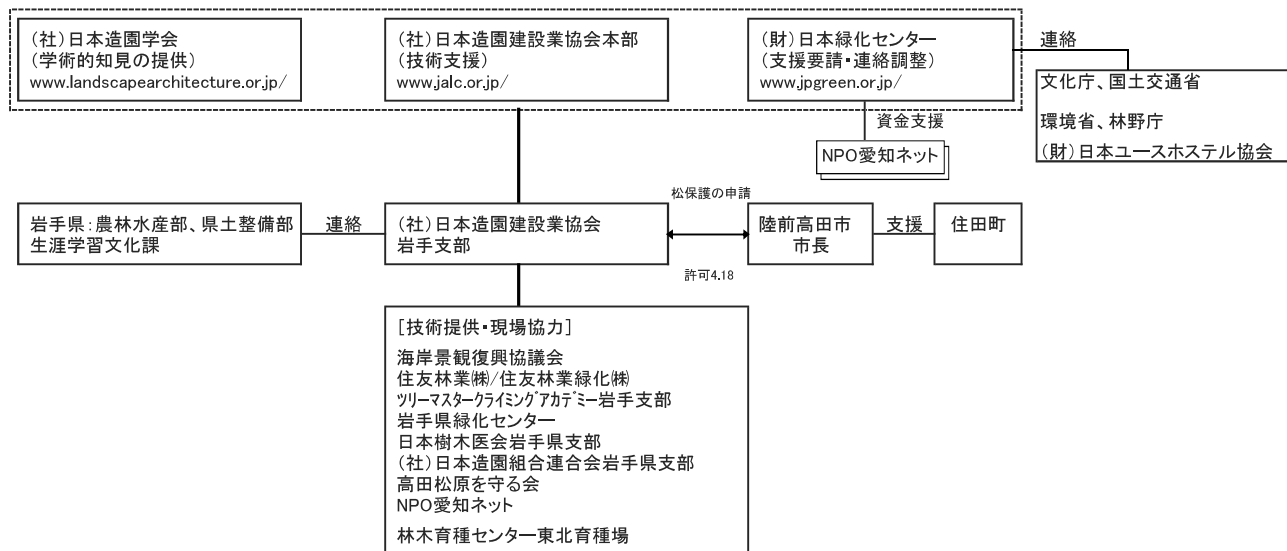 (社)日本造園学会
(学術的知見の提供)
www.landscapearchitecture.or.jp/
(社)日本造園建設業協会本部
(技術支援)
www.jalc.or.jp/
(財)日本緑化センター
(支援要請・連絡調整)
www.jpgreen.or.jp/
連絡
文化庁、国土交通省
環境省、林野庁
(財)日本ユースホステル協会
資金支援
NPO愛知ネット
松保護の申請
岩手県:農林水産部、県土整備部
生涯学習文化課
連絡
(社)日本造園建設業協会
岩手支部
陸前高田市
市長
支援
住田町
許可4.18
[技術提供・現場協力]
海岸景観復興協議会
住友林業㈱/住友林業緑化㈱
ツリーマスタークライミングアカデミー岩手支部
岩手県緑化センター
日本樹木医会岩手県支部
(社)日本造園組合連合会岩手県支部
高田松原を守る会
NPO愛知ネット
林木育種センター東北育種場